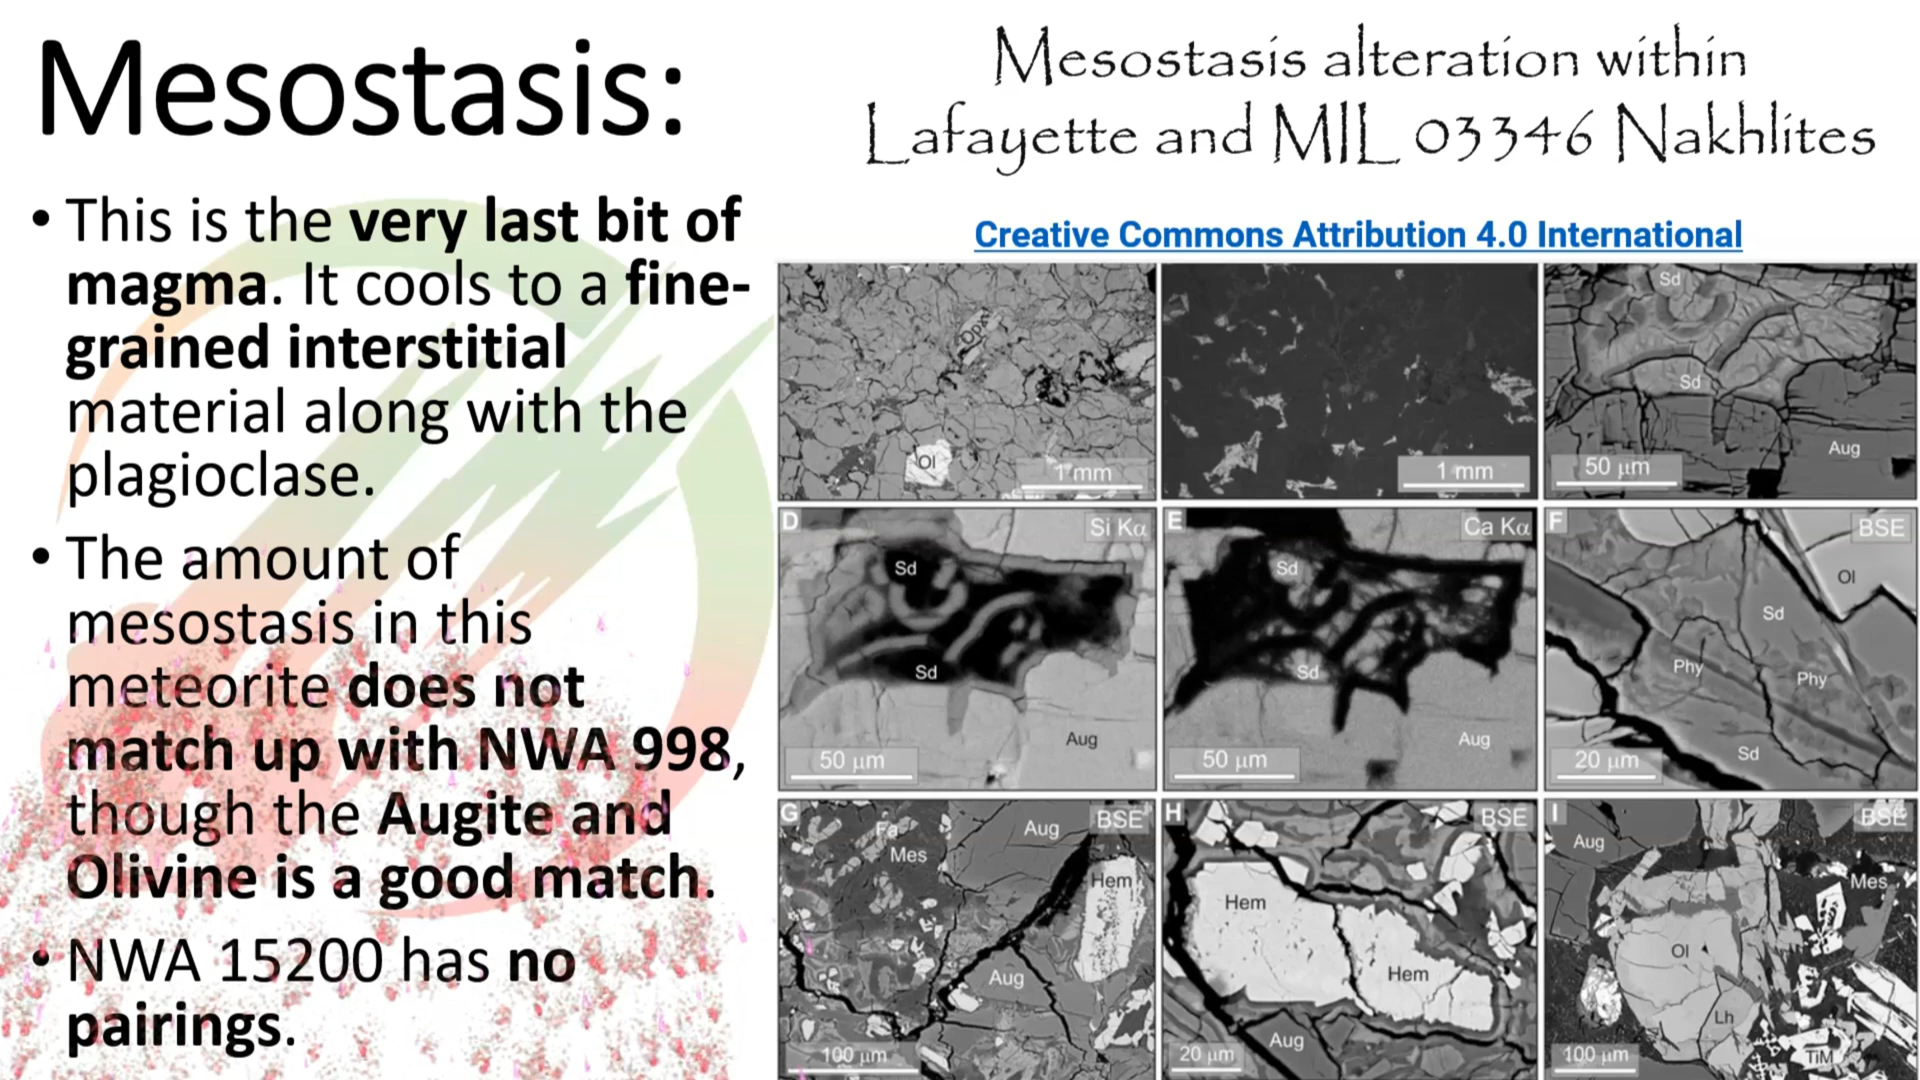 Mesostasis:
• This is the very last bit of
magma. It cools to a fine-
grained interstitial
material along with the
plagioclase.
• The amount of
mesostasis in this
meteorite does not
match up with NWA 998,
though the Augite and
Olivine is a good match.
• NWA 15200 has no
pairings.
Mesostasis alteration within
Lafayette and MIL 03346 Nakhlites
Creative Commons Attribution 4.0 International
Opx
Ol
1 mm
1 mm
Sd
Sd
Aug
50 µm
D
Si Kα
Sd
Sd
Aug
50 µm
E
Ca Kα
Sd
Sd
Aug
50 µm
F
BSE
Ol
Sd
Phy
Phy
Sd
20 µm
G
BSE
Fa
Aug
Mes
Hem
Aug
100 µm
H
BSE
Hem
Hem
Aug
20 µm
I
BSE
Aug
Mes
Ol
Lh
TiM
100 µm